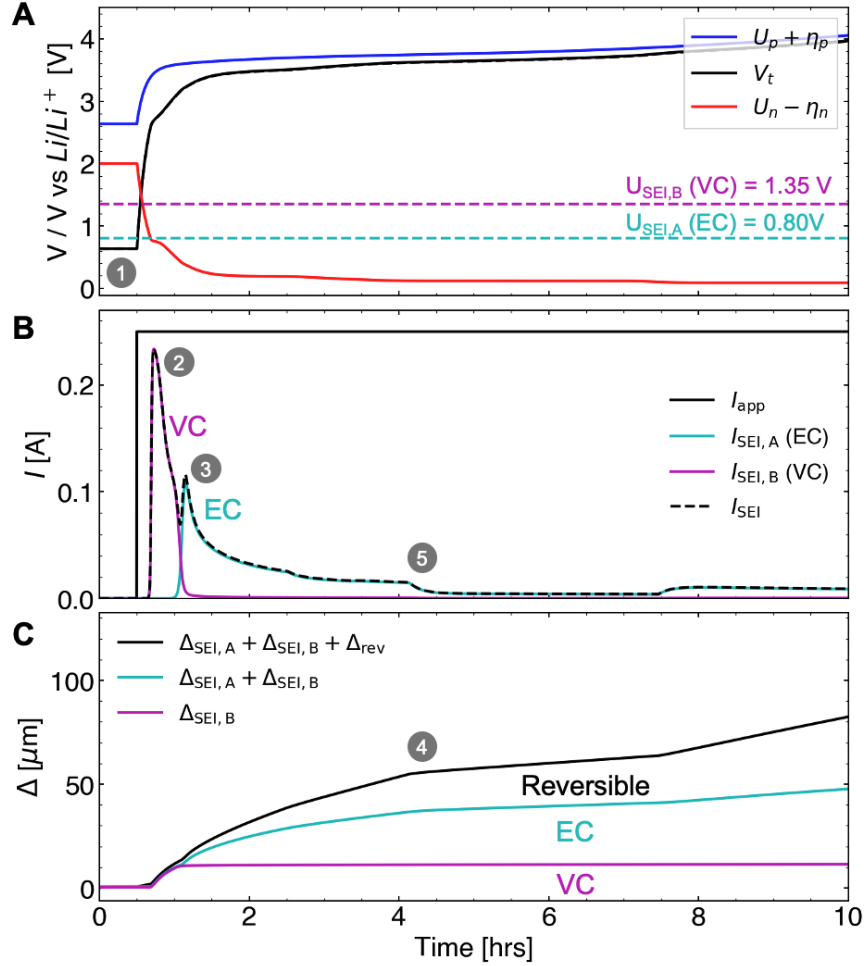 A
V / V vs Li/Li⁺ [V]
4
3
2
1
0
U_p + η_p
V_t
U_n − η_n
U_SEI,B (VC) = 1.35 V
U_SEI,A (EC) = 0.80V
1
B
I [A]
0.2
0.1
0.0
2
VC
3
EC
5
I_app
I_SEI, A (EC)
I_SEI, B (VC)
I_SEI
C
Δ [μm]
100
50
0
Δ_SEI, A + Δ_SEI, B + Δ_rev
Δ_SEI, A + Δ_SEI, B
Δ_SEI, B
4
Reversible
EC
VC
0 2 4 6 8 10
Time [hrs]